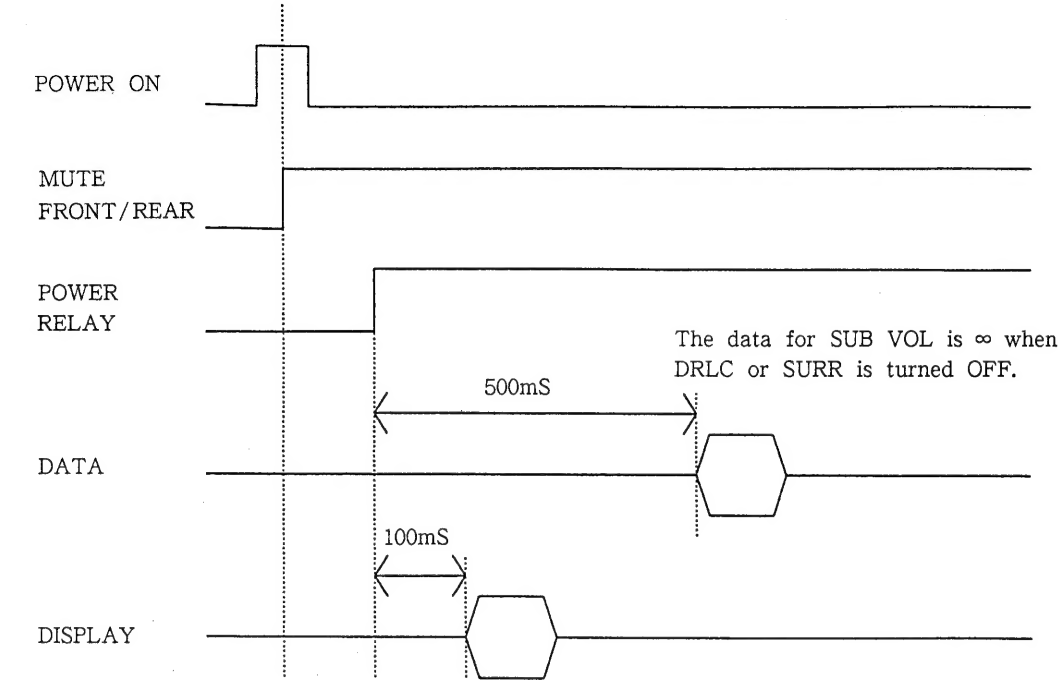 POWER ON
MUTE
FRONT/REAR
POWER
RELAY
The data for SUB VOL is ∞ when
DRLC or SURR is turned OFF.
500mS
DATA
100mS
DISPLAY